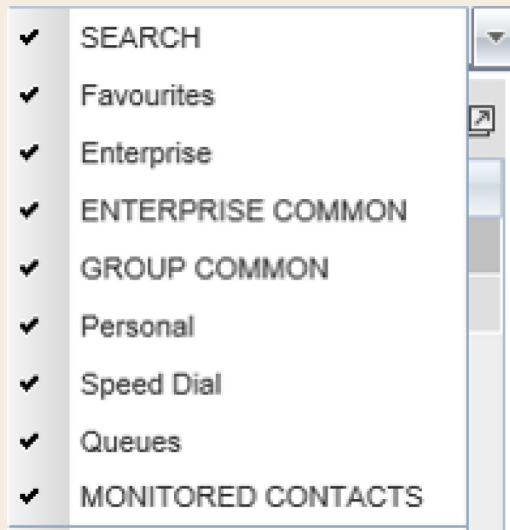 SEARCH
Favourites
Enterprise
ENTERPRISE COMMON
GROUP COMMON
Personal
Speed Dial
Queues
MONITORED CONTACTS